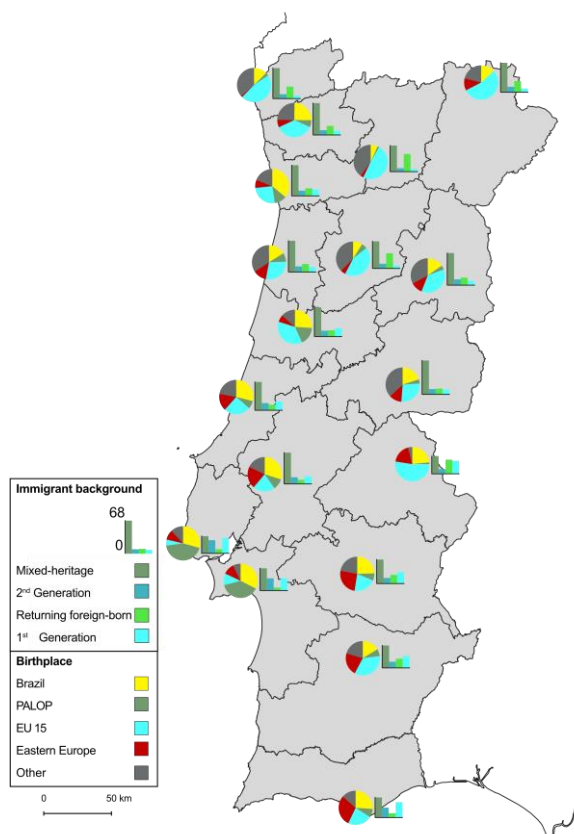 Immigrant background
68
0
Mixed-heritage
2nd Generation
Returning foreign-born
1st Generation
Birthplace
Brazil
PALOP
EU 15
Eastern Europe
Other
0 50 km